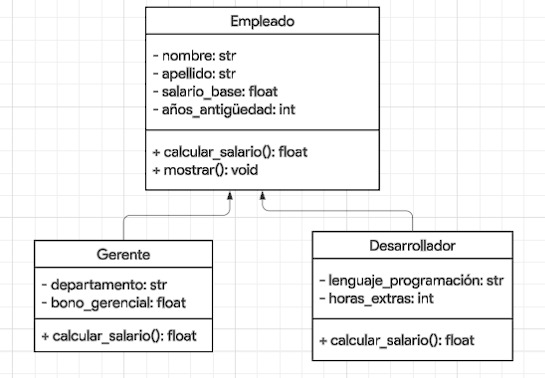 Empleado
- nombre: str
- apellido: str
- salario_base: float
- años_antigüedad: int
+ calcular_salario(): float
+ mostrar(): void
Gerente
- departamento: str
- bono_gerencial: float
+ calcular_salario(): float
Desarrollador
- lenguaje_programación: str
- horas_extras: int
+ calcular_salario(): float